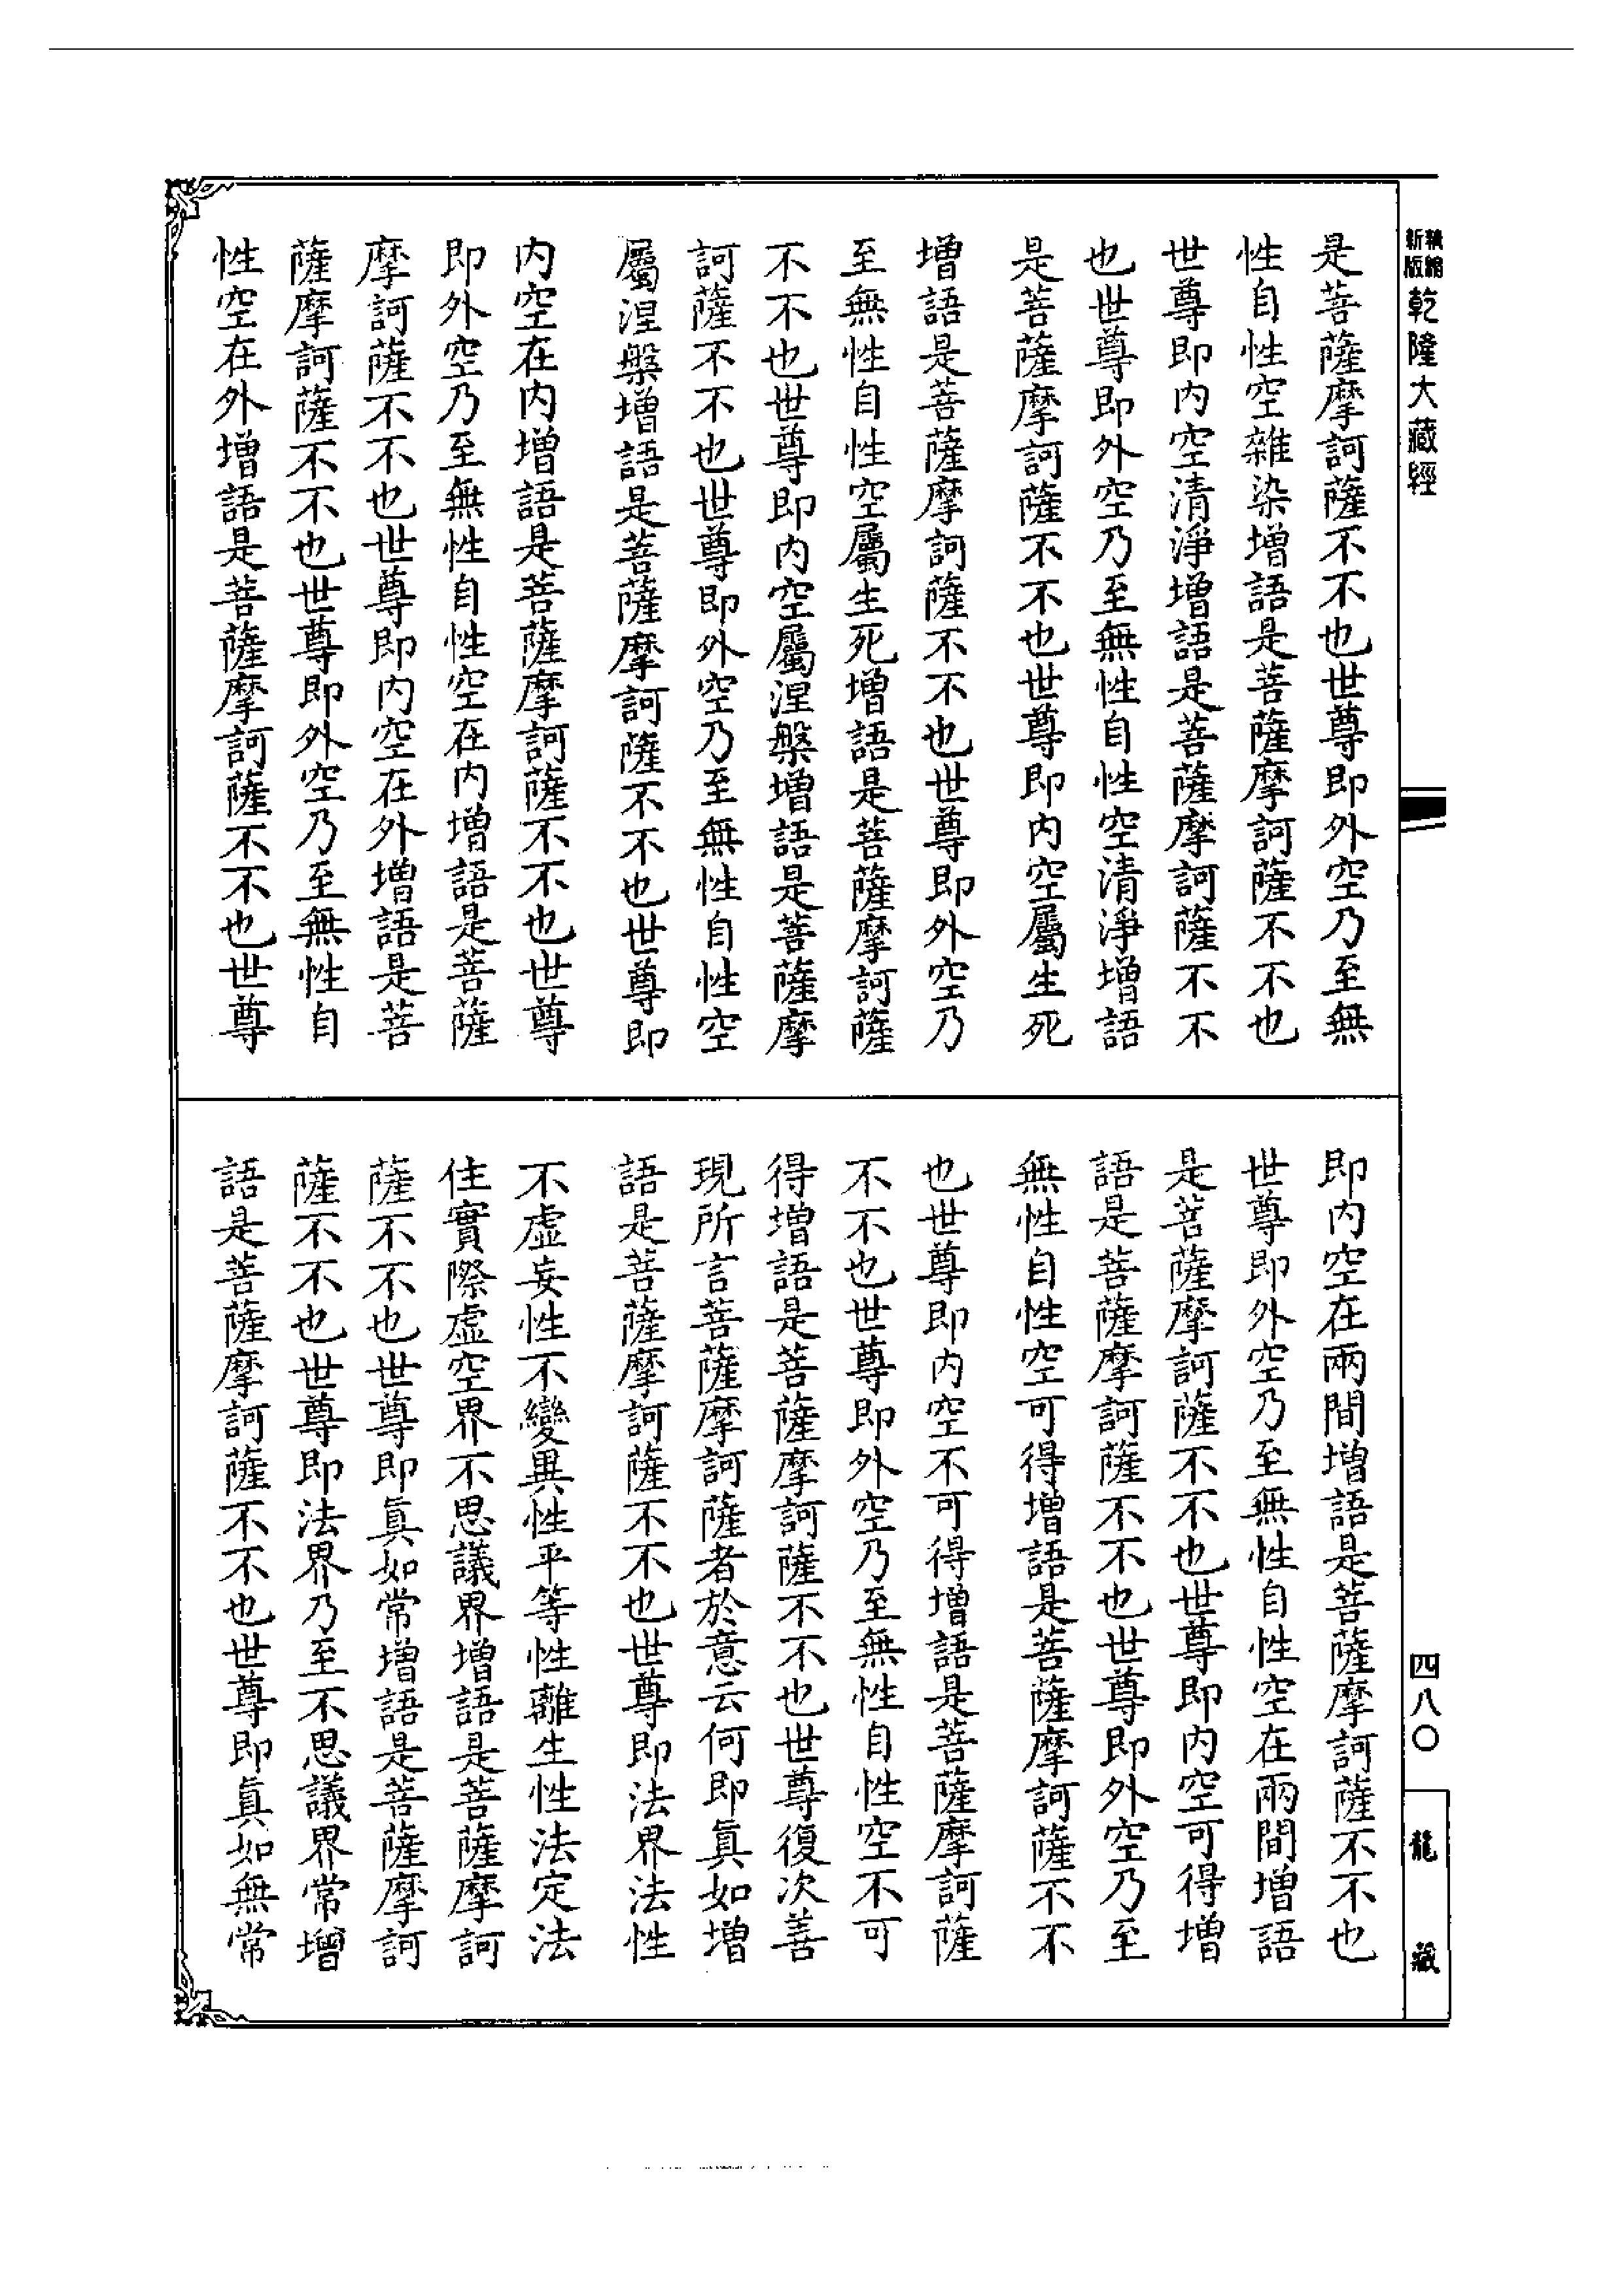 新版 乾隆大藏經
是菩薩摩訶薩不不也世尊即外空乃至無
性自性空雜染增語是菩薩摩訶薩不不也
世尊即内空清淨增語是菩薩摩訶薩不不
也世尊即外空乃至無性自性空清淨增語
是菩薩摩訶薩不不也世尊即内空屬生死
增語是菩薩摩訶薩不不也世尊即外空乃
至無性自性空屬生死增語是菩薩摩訶薩
不不也世尊即内空屬涅槃增語是菩薩摩
訶薩不不也世尊即外空乃至無性自性空
屬涅槃增語是菩薩摩訶薩不不也世尊即
内空在内增語是菩薩摩訶薩不不也世尊
即外空乃至無性自性空在内增語是菩薩
摩訶薩不不也世尊即内空在外增語是菩
薩摩訶薩不不也世尊即外空乃至無性自
性空在外增語是菩薩摩訶薩不不也世尊
即内空在兩間增語是菩薩摩訶薩不不也
世尊即外空乃至無性自性空在兩間增語
是菩薩摩訶薩不不也世尊即内空可得增
語是菩薩摩訶薩不不也世尊即外空乃至
無性自性空可得增語是菩薩摩訶薩不不
也世尊即内空不可得增語是菩薩摩訶薩
不不也世尊即外空乃至無性自性空不可
得增語是菩薩摩訶薩不不也世尊復次善
現所言菩薩摩訶薩者於意云何即眞如增
語是菩薩摩訶薩不不也世尊即法界法性
不虛妄性不變異性平等性離生性法定法
住實際虛空界不思議界增語是菩薩摩訶
薩不不也世尊即眞如常增語是菩薩摩訶
薩不不也世尊即法界乃至不思議界常增
語是菩薩摩訶薩不不也世尊即眞如無常
四八〇
龍藏